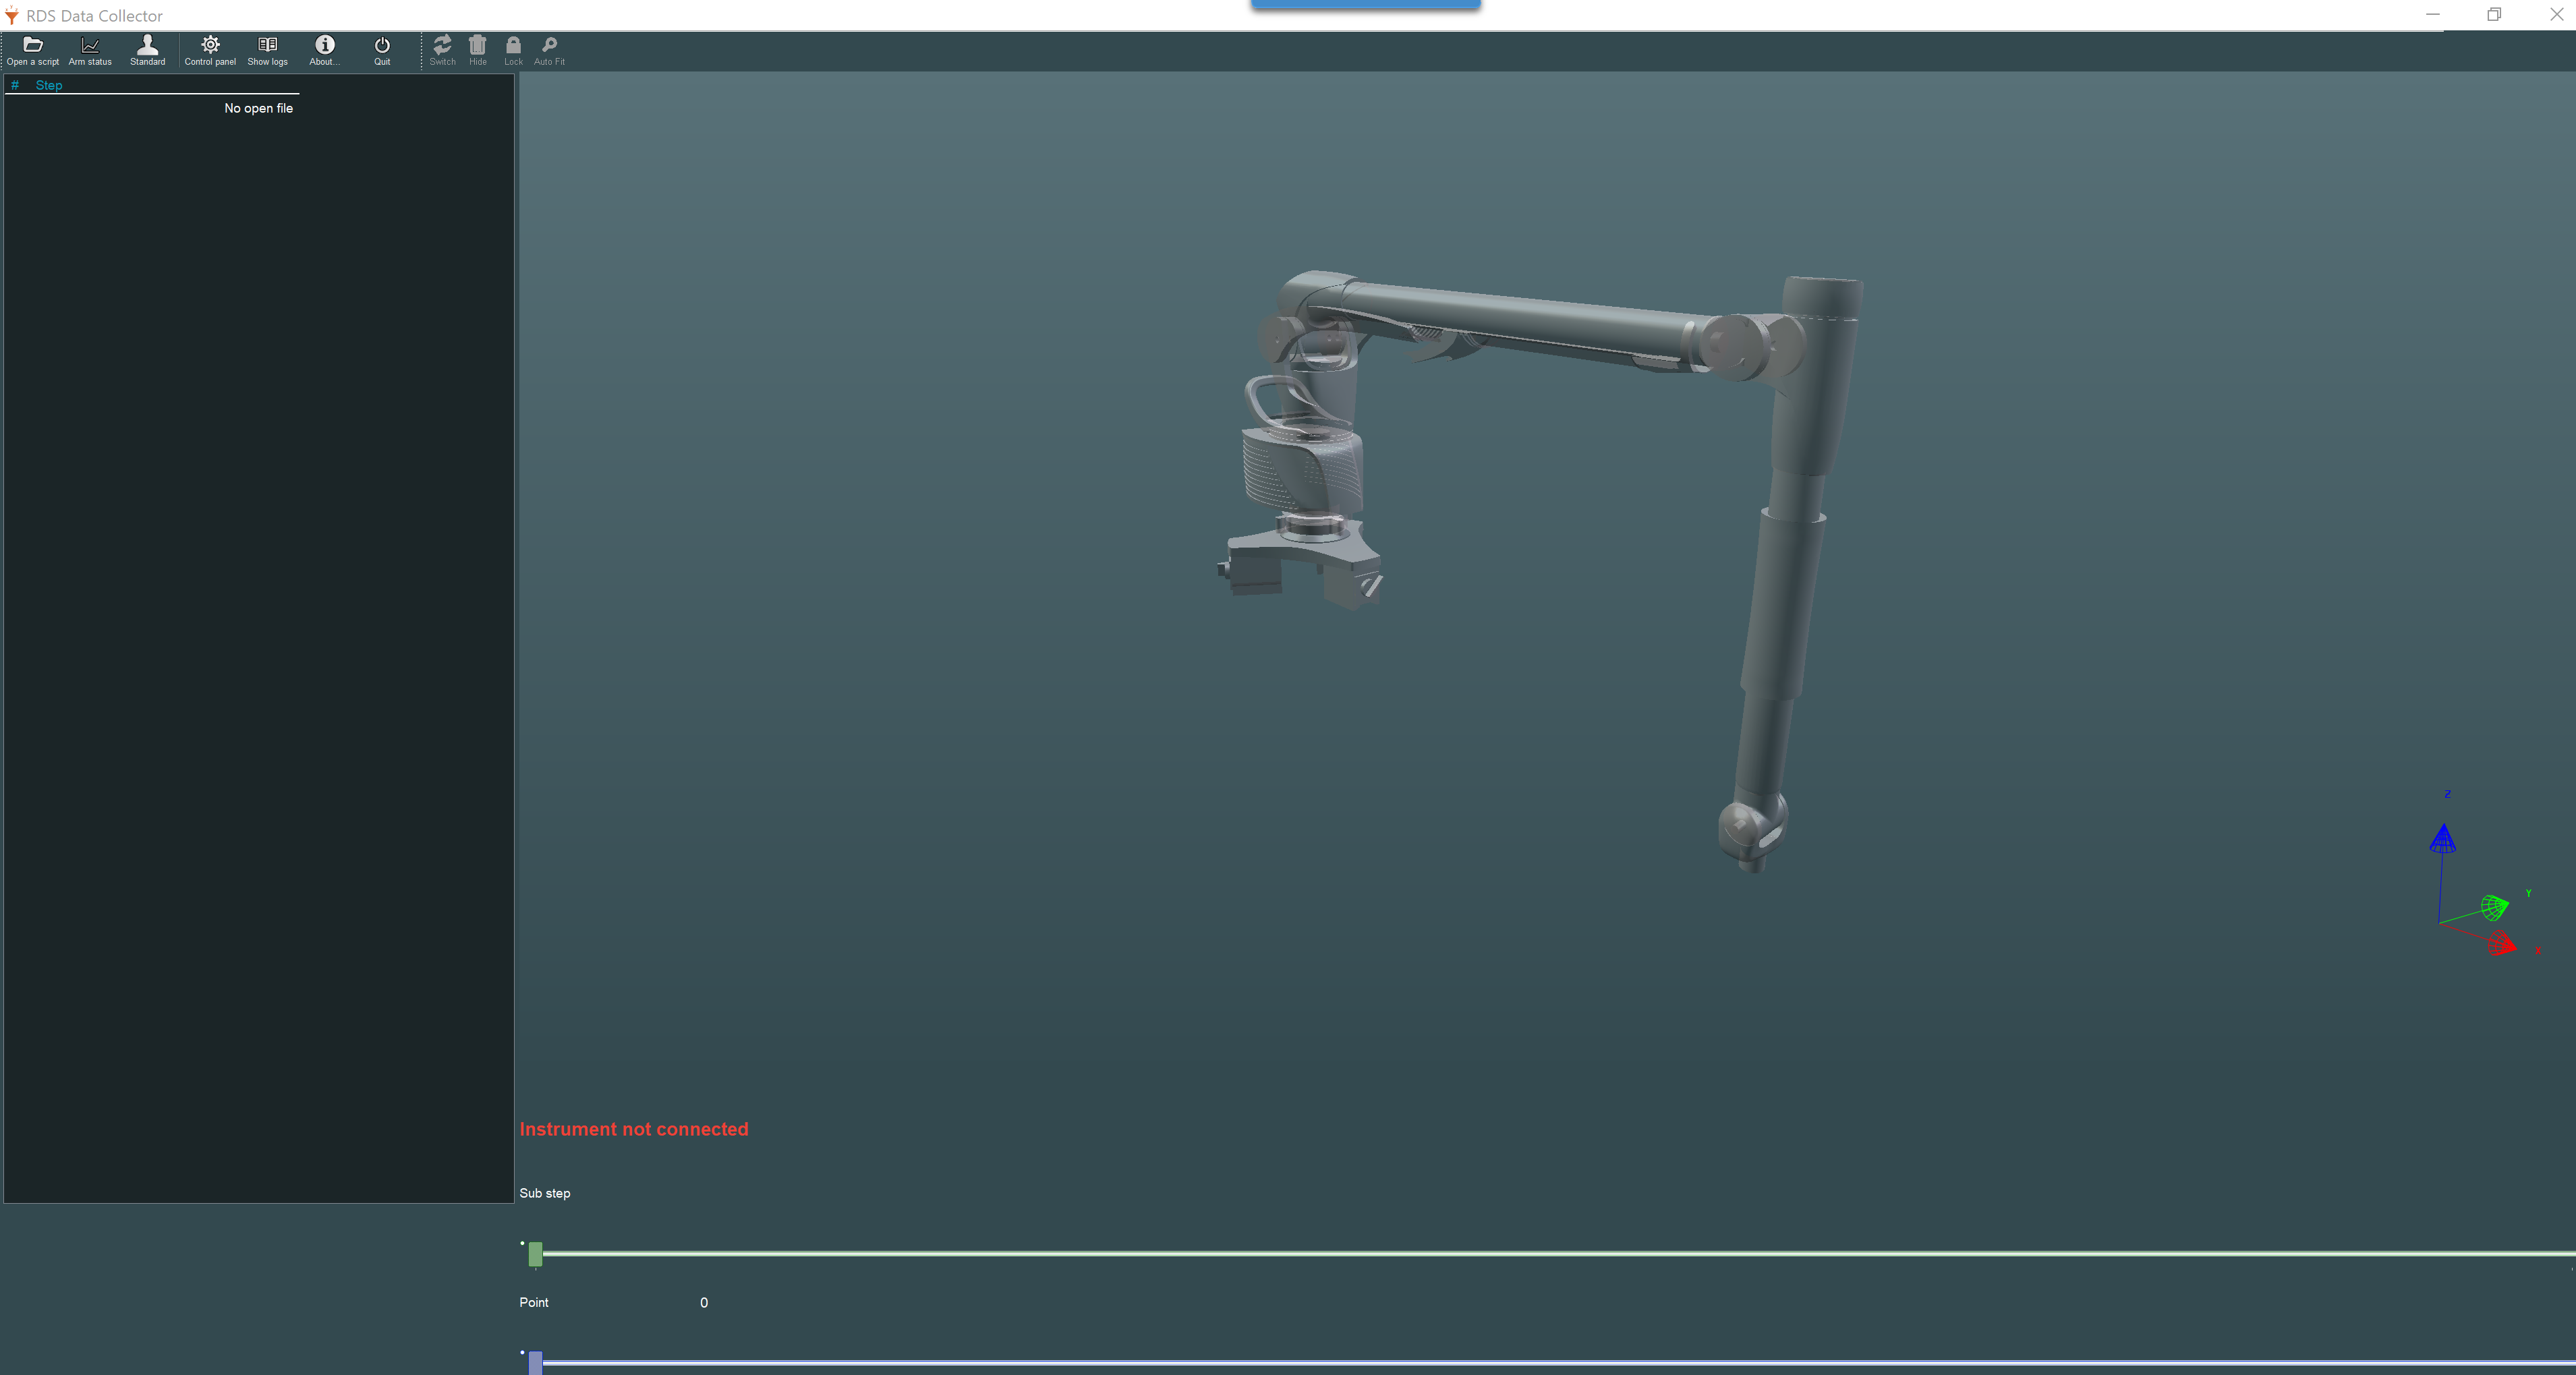 RDS Data Collector
Open a script Arm status Standard Control panel Show logs About... Quit Switch Hide Lock Auto Fit
# Step
No open file
Z
Y
X
Instrument not connected
Sub step
Point 0